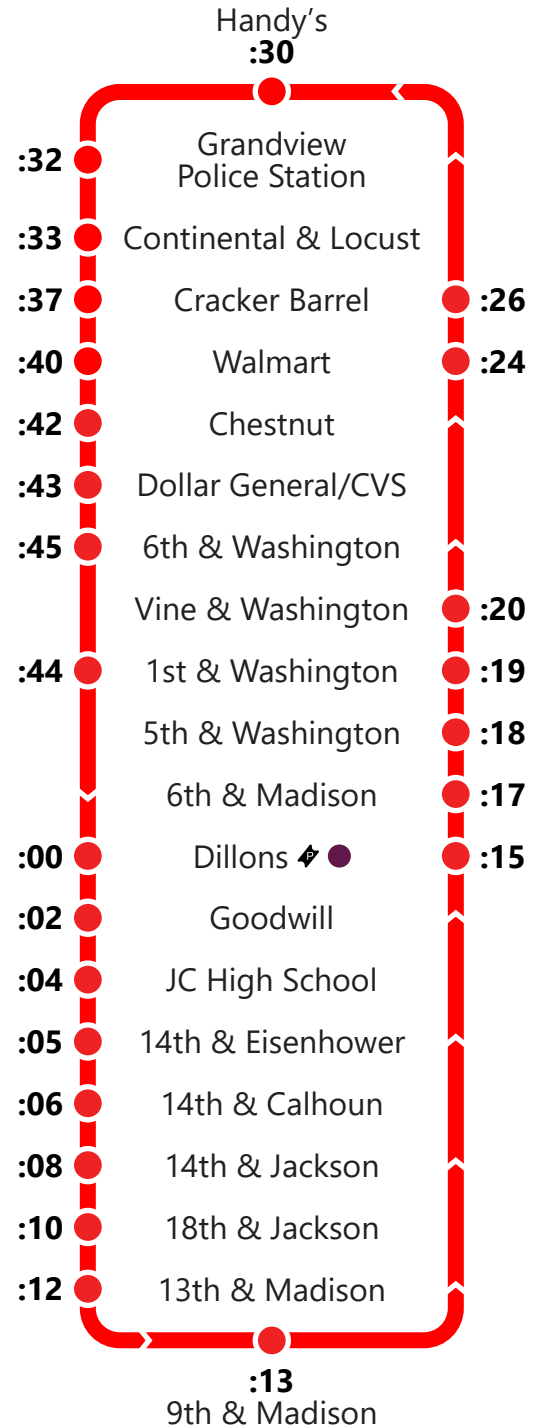 Handy’s
:30
:32 Grandview
Police Station
:33 Continental & Locust
:37 Cracker Barrel :26
:40 Walmart :24
:42 Chestnut
:43 Dollar General/CVS
:45 6th & Washington
Vine & Washington :20
:44 1st & Washington :19
5th & Washington :18
6th & Madison :17
:00 Dillons P :15
:02 Goodwill
:04 JC High School
:05 14th & Eisenhower
:06 14th & Calhoun
:08 14th & Jackson
:10 18th & Jackson
:12 13th & Madison
:13
9th & Madison